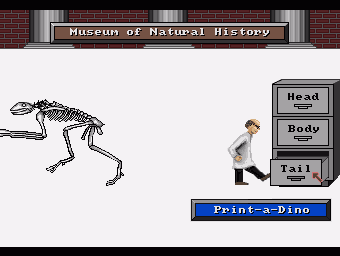 Museum of Natural History
Head
Body
Tail
Print-a-Dino